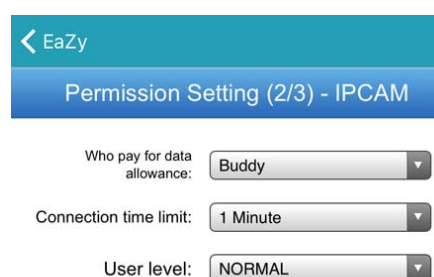 EaZy
Permission Setting (2/3) - IPCAM
Who pay for data
allowance:
Buddy
Connection time limit:
1 Minute
User level:
NORMAL